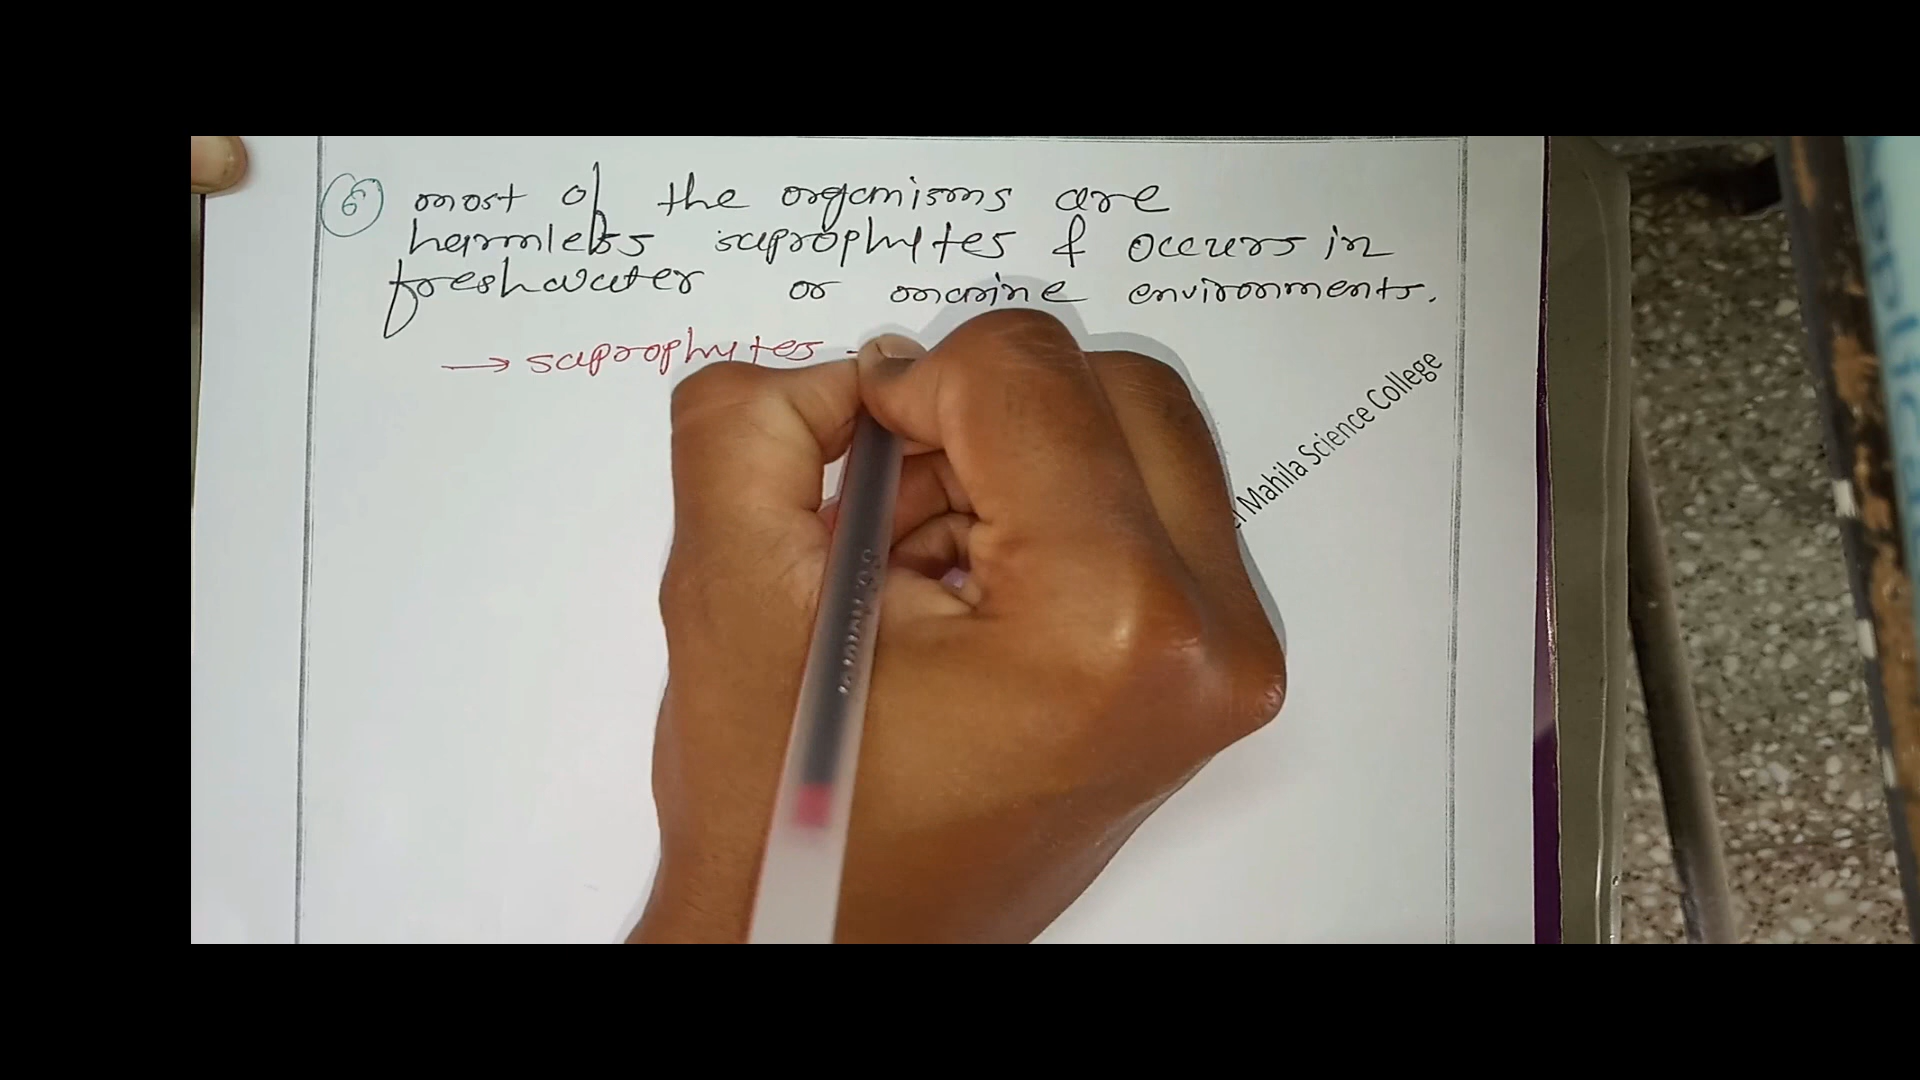 6 most of the organisms are
harmless saprophytes & occurs in
freshwater or marine environments.
→ saprophytes -
Mahila Science College